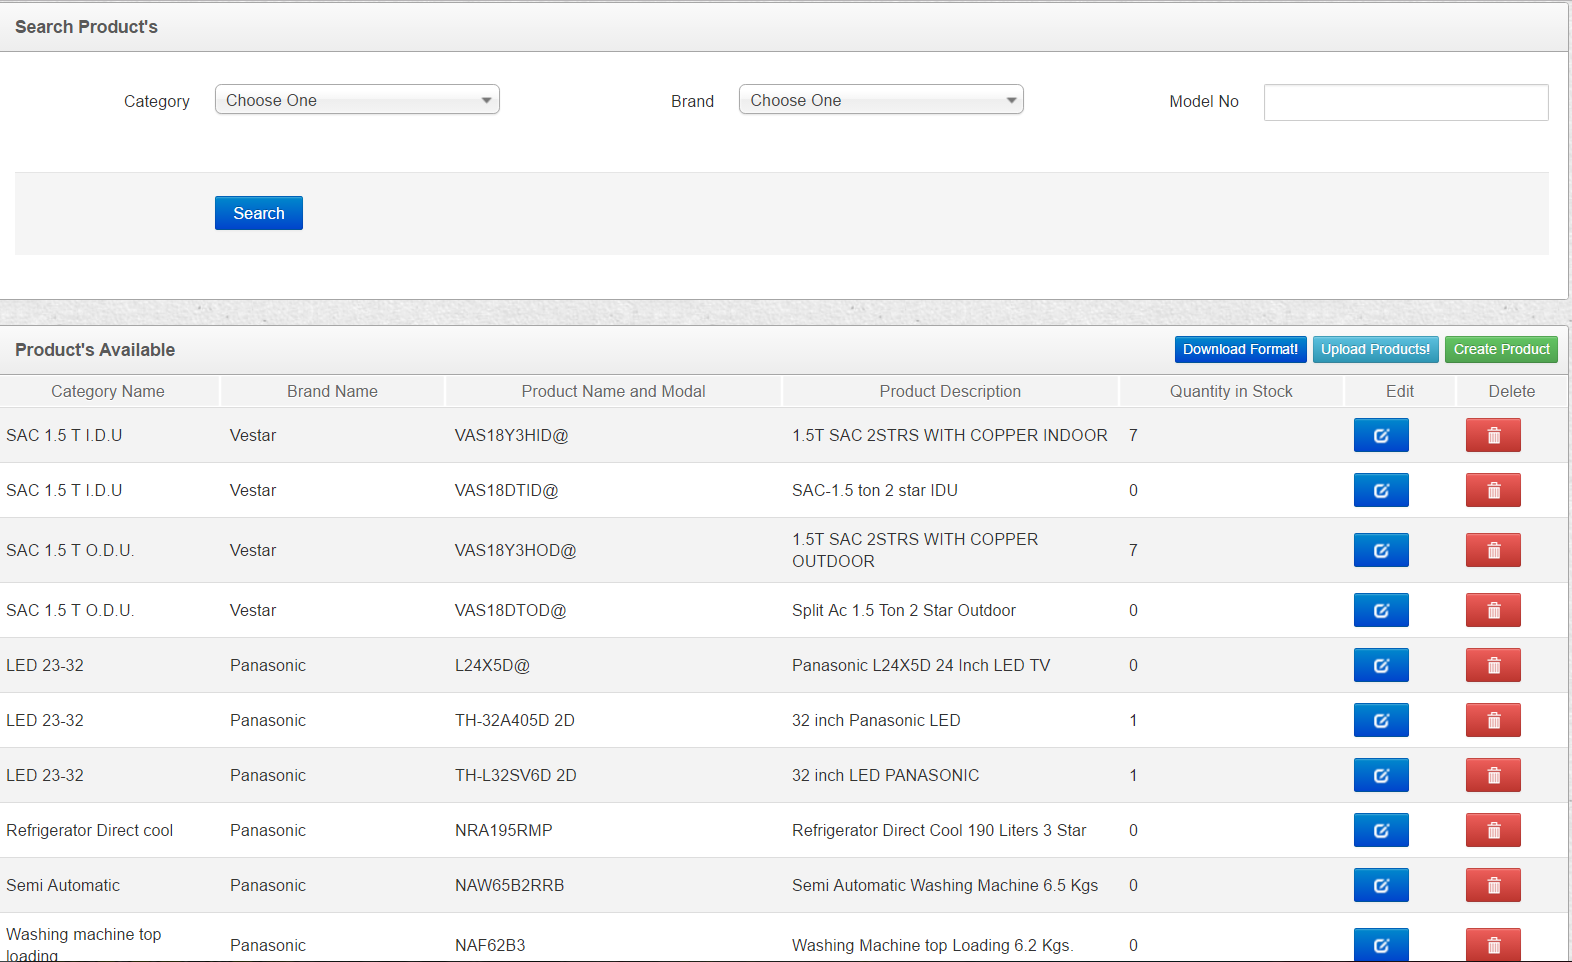 Search Product's
Category Choose One Brand Choose One Model No
Search
Product's Available Download Format! Upload Products! Create Product
Category Name Brand Name Product Name and Modal Product Description Quantity in Stock Edit Delete
SAC 1.5 T I.D.U Vestar VAS18Y3HID@ 1.5T SAC 2STRS WITH COPPER INDOOR 7
SAC 1.5 T I.D.U Vestar VAS18DTID@ SAC-1.5 ton 2 star IDU 0
SAC 1.5 T O.D.U. Vestar VAS18Y3HOD@ 1.5T SAC 2STRS WITH COPPER
OUTDOOR 7
SAC 1.5 T O.D.U. Vestar VAS18DTOD@ Split Ac 1.5 Ton 2 Star Outdoor 0
LED 23-32 Panasonic L24X5D@ Panasonic L24X5D 24 Inch LED TV 0
LED 23-32 Panasonic TH-32A405D 2D 32 inch Panasonic LED 1
LED 23-32 Panasonic TH-L32SV6D 2D 32 inch LED PANASONIC 1
Refrigerator Direct cool Panasonic NRA195RMP Refrigerator Direct Cool 190 Liters 3 Star 0
Semi Automatic Panasonic NAW65B2RRB Semi Automatic Washing Machine 6.5 Kgs 0
Washing machine top
loading Panasonic NAF62B3 Washing Machine top Loading 6.2 Kgs. 0